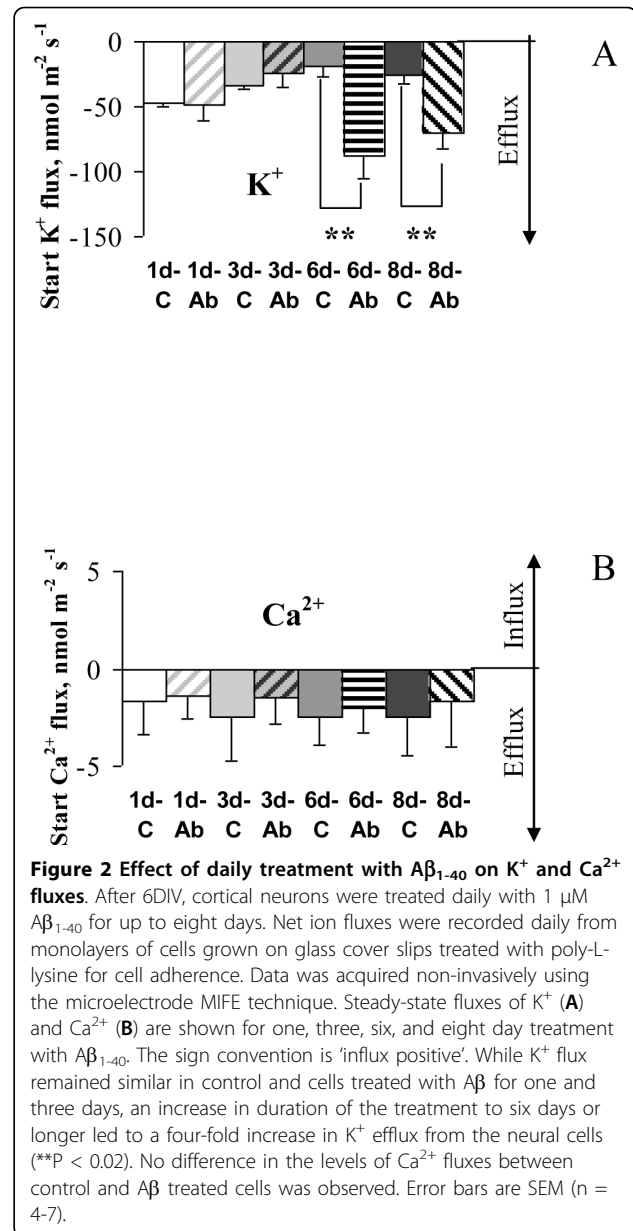 0
-50
-100
-150
Start K⁺ flux, nmol m⁻² s⁻¹
A
Efflux
K⁺
** **
1d- 1d- 3d- 3d- 6d- 6d- 8d- 8d-
C Ab C Ab C Ab C Ab
5
0
-5
Start Ca²⁺ flux, nmol m⁻² s⁻¹
B
Ca²⁺
Influx
Efflux
1d- 1d- 3d- 3d- 6d- 6d- 8d- 8d-
C Ab C Ab C Ab C Ab
Figure 2 Effect of daily treatment with Aβ₁₋₄₀ on K⁺ and Ca²⁺
fluxes. After 6DIV, cortical neurons were treated daily with 1 μM
Aβ₁₋₄₀ for up to eight days. Net ion fluxes were recorded daily from
monolayers of cells grown on glass cover slips treated with poly-L-
lysine for cell adherence. Data was acquired non-invasively using
the microelectrode MIFE technique. Steady-state fluxes of K⁺ (A)
and Ca²⁺ (B) are shown for one, three, six, and eight day treatment
with Aβ₁₋₄₀. The sign convention is 'influx positive'. While K⁺ flux
remained similar in control and cells treated with Aβ for one and
three days, an increase in duration of the treatment to six days or
longer led to a four-fold increase in K⁺ efflux from the neural cells
(**P < 0.02). No difference in the levels of Ca²⁺ fluxes between
control and Aβ treated cells was observed. Error bars are SEM (n =
4-7).